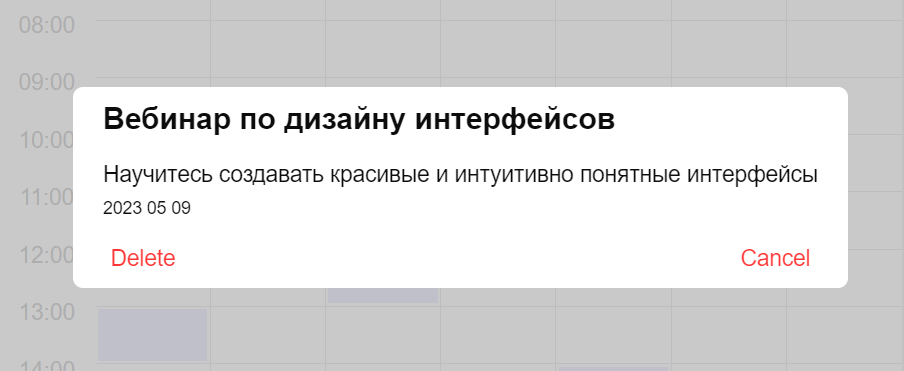 08:00
09:00
Вебинар по дизайну интерфейсов
10:00
Научитесь создавать красивые и интуитивно понятные интерфейсы
11:00
2023 05 09
12:00
Delete
Cancel
13:00
14:00